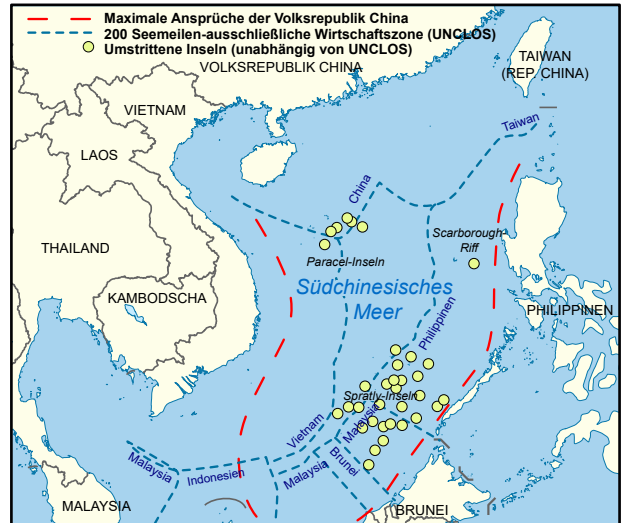 Maximale Ansprüche der Volksrepublik China
200 Seemeilen-ausschließliche Wirtschaftszone (UNCLOS)
Umstrittene Inseln (unabhängig von UNCLOS)
VOLKSREPUBLIK CHINA
TAIWAN
(REP. CHINA)
VIETNAM
Taiwan
LAOS
China
Scarborough-
Riff
THAILAND
Paracel-Inseln
Südchinesisches
Meer
KAMBODSCHA
PHILIPPINEN
Philippinen
Spratly-Inseln
Vietnam
Malaysia
Brunel
Malaysia
Malaysia
Indonesien
MALAYSIA
BRUNEI